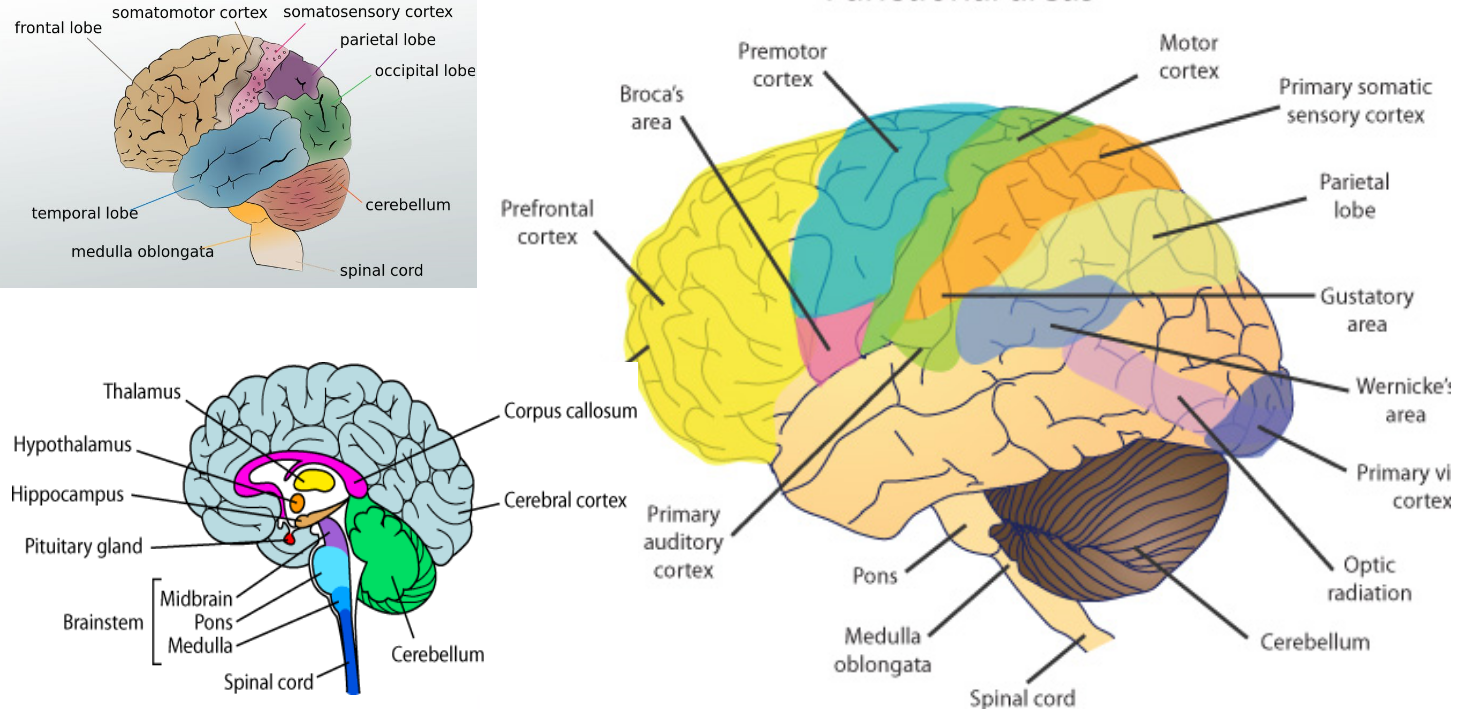 somatomotor cortex
somatosensory cortex
frontal lobe
parietal lobe
occipital lobe
temporal lobe
cerebellum
medulla oblongata
spinal cord
Thalamus
Corpus callosum
Hypothalamus
Hippocampus
Cerebral cortex
Pituitary gland
Midbrain
Brainstem
Pons
Medulla
Cerebellum
Spinal cord
Premotor
cortex
Motor
cortex
Broca's
area
Primary somatic
sensory cortex
Parietal
lobe
Prefrontal
cortex
Gustatory
area
Wernicke's
area
Primary vi
cortex
Primary
auditory
cortex
Pons
Optic
radiation
Medulla
oblongata
Cerebellum
Spinal cord